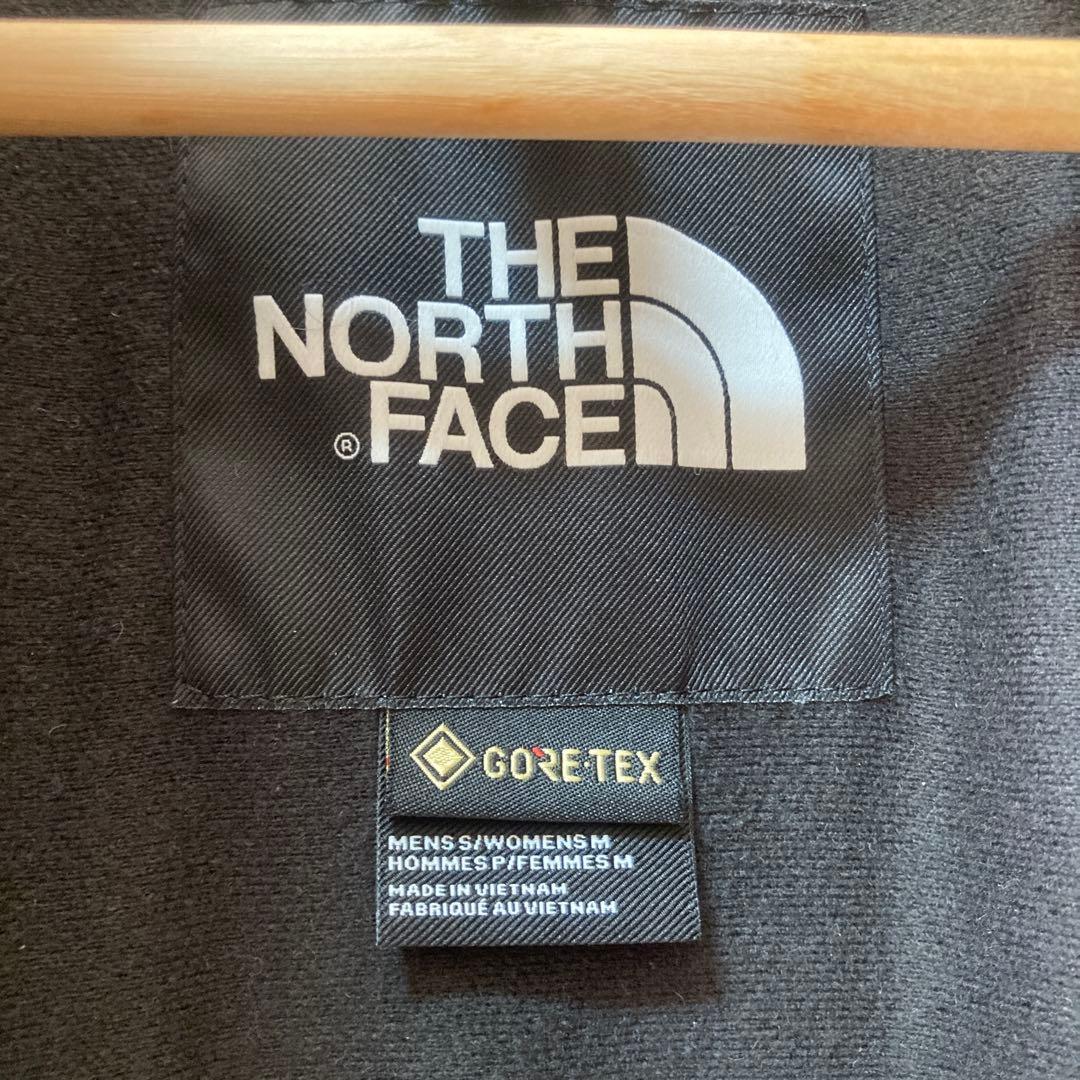 THE
NORTH
® FACE
GORE-TEX
MENS S/WOMENS M
HOMMES P/FEMMES M
MADE IN VIETNAM
FABRIQUÉ AU VIETNAM